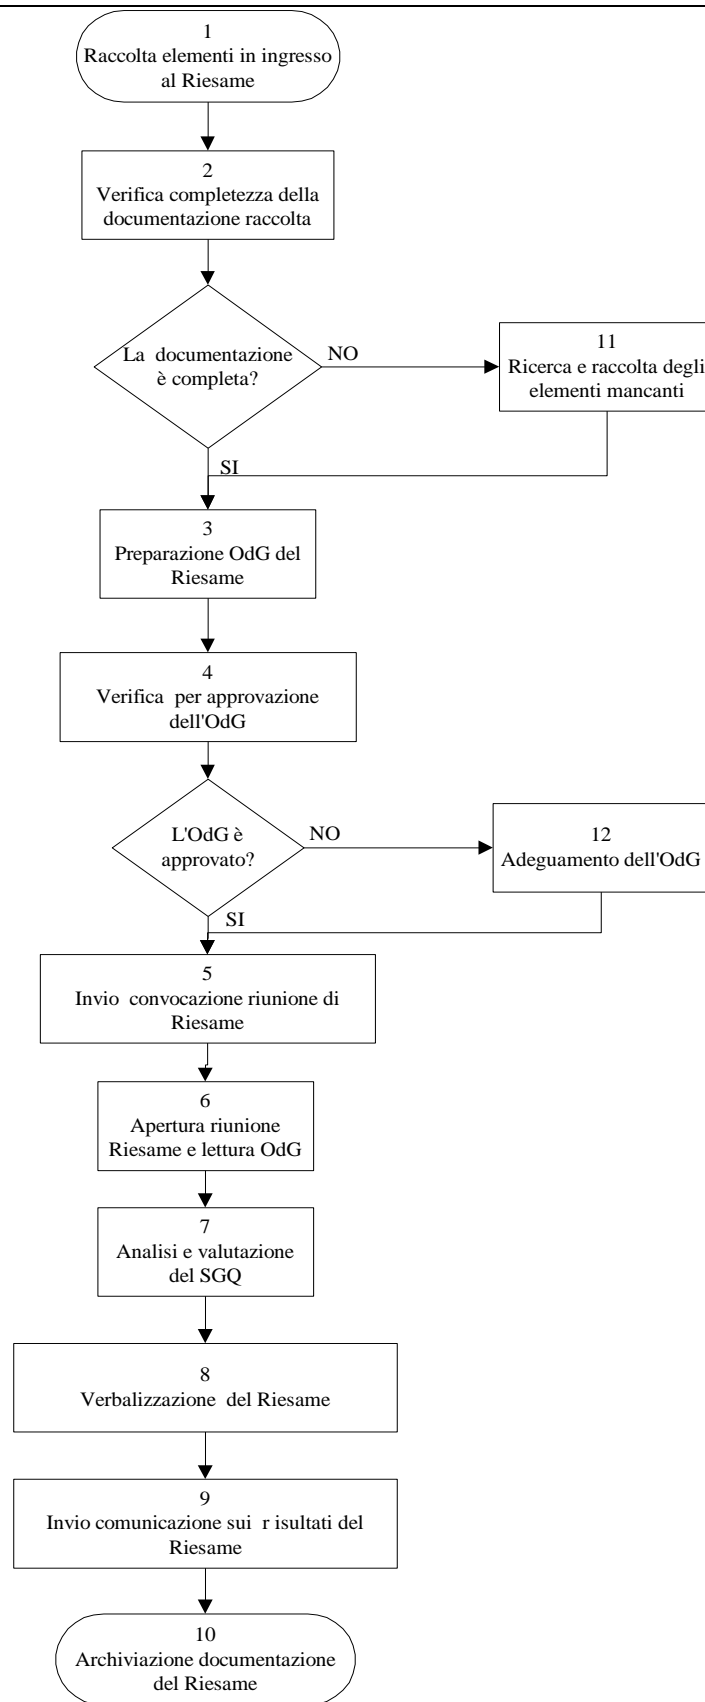 1
Raccolta elementi in ingresso
al Riesame
2
Verifica completezza della
documentazione raccolta
La documentazione
è completa?
NO
11
Ricerca e raccolta degli
elementi mancanti
SI
3
Preparazione OdG del
Riesame
4
Verifica per approvazione
dell'OdG
L'OdG è
approvato?
NO
12
Adeguamento dell'OdG
SI
5
Invio convocazione riunione di
Riesame
6
Apertura riunione
Riesame e lettura OdG
7
Analisi e valutazione
del SGQ
8
Verbalizzazione del Riesame
9
Invio comunicazione sui r isultati del
Riesame
10
Archiviazione documentazione
del Riesame